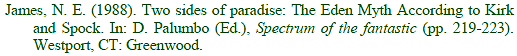 James, N. E. (1988). Two sides of paradise: The Eden Myth According to Kirk
and Spock. In: D. Palumbo (Ed.), Spectrum of the fantastic (pp. 219-223).
Westport, CT: Greenwood.